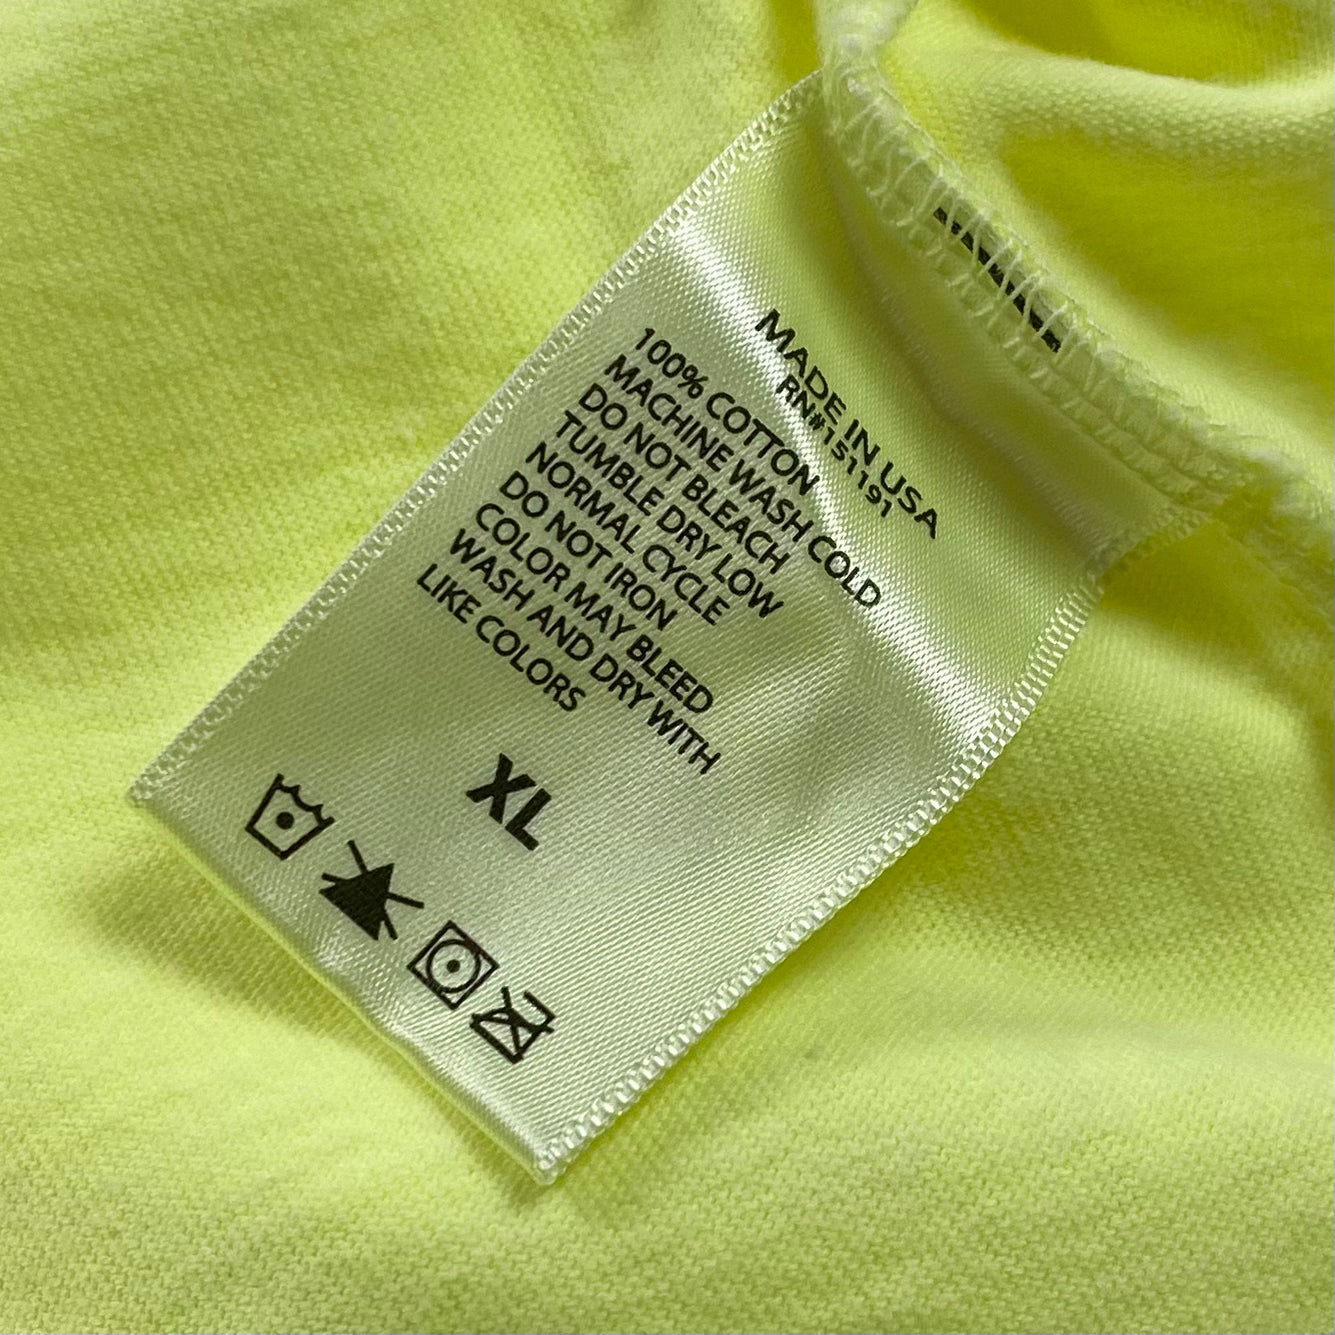 MADE IN USA
RN#151191
100% COTTON
MACHINE WASH COLD
DO NOT BLEACH
TUMBLE DRY LOW
NORMAL CYCLE
DO NOT IRON
COLOR MAY BLEED
WASH AND DRY WITH
LIKE COLORS
XL